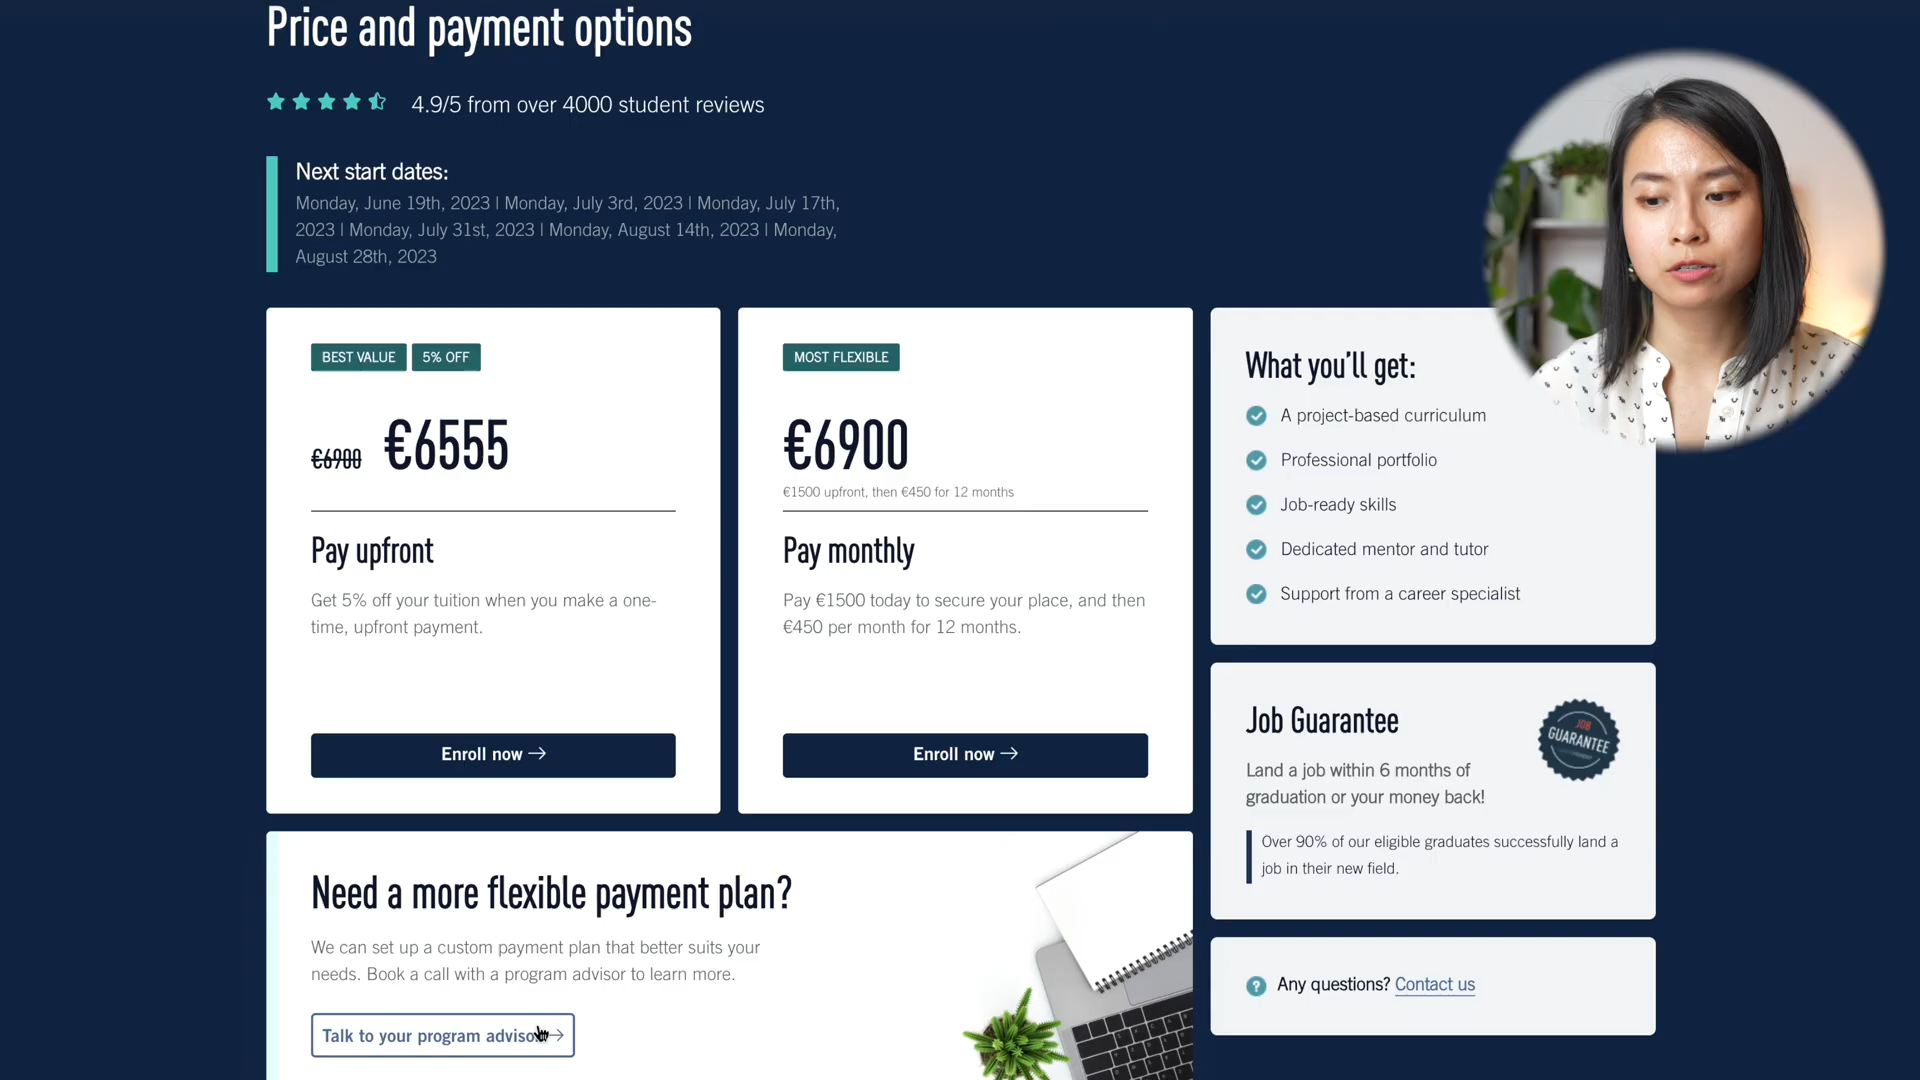 Price and payment options
4.9/5 from over 4000 student reviews
Next start dates:
Monday, June 19th, 2023 | Monday, July 3rd, 2023 | Monday, July 17th,
2023 | Monday, July 31st, 2023 | Monday, August 14th, 2023 | Monday,
August 28th, 2023
BEST VALUE 5% OFF
€6900 €6555
Pay upfront
Get 5% off your tuition when you make a one-
time, upfront payment.
Enroll now →
MOST FLEXIBLE
€6900
€1500 upfront, then €450 for 12 months
Pay monthly
Pay €1500 today to secure your place, and then
€450 per month for 12 months.
Enroll now →
What you'll get:
A project-based curriculum
Professional portfolio
Job-ready skills
Dedicated mentor and tutor
Support from a career specialist
Job Guarantee
JOB
GUARANTEE
Land a job within 6 months of
graduation or your money back!
Over 90% of our eligible graduates successfully land a
job in their new field.
Need a more flexible payment plan?
We can set up a custom payment plan that better suits your
needs. Book a call with a program advisor to learn more.
Talk to your program advisor →
? Any questions? Contact us